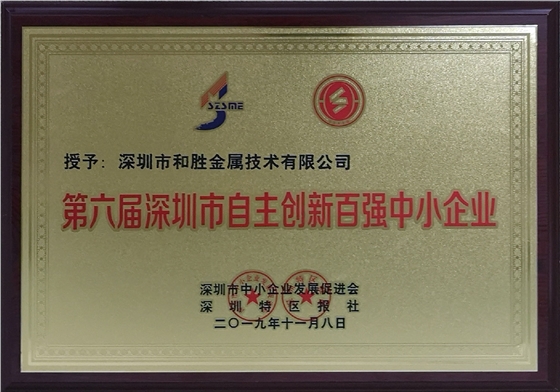 SZSME
授予：深圳市和胜金属技术有限公司
第六届深圳市自主创新百强中小企业
深圳市中小企业发展促进会
深圳特区报社
二〇一九年十一月八日